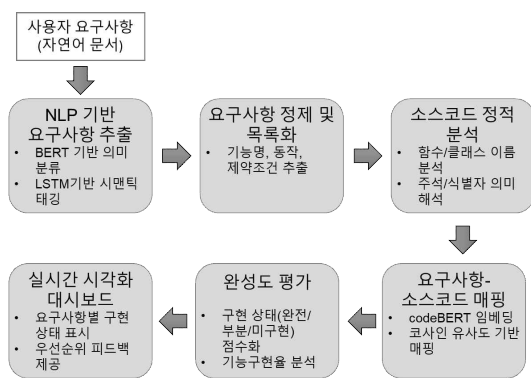 사용자 요구사항
(자연어 문서)
NLP 기반
요구사항 추출
• BERT 기반 의미
분류
• LSTM기반 시맨틱
태깅
요구사항 정제 및
목록화
• 기능명, 동작,
제약조건 추출
소스코드 정적
분석
• 함수/클래스 이름
분석
• 주석/식별자 의미
해석
요구사항-
소스코드 매핑
• codeBERT 임베딩
• 코사인 유사도 기반
매핑
완성도 평가
• 구현 상태(완전/
부분/미구현)
점수화
• 기능구현율 분석
실시간 시각화
대시보드
• 요구사항별 구현
상태 표시
• 우선순위 피드백
제공